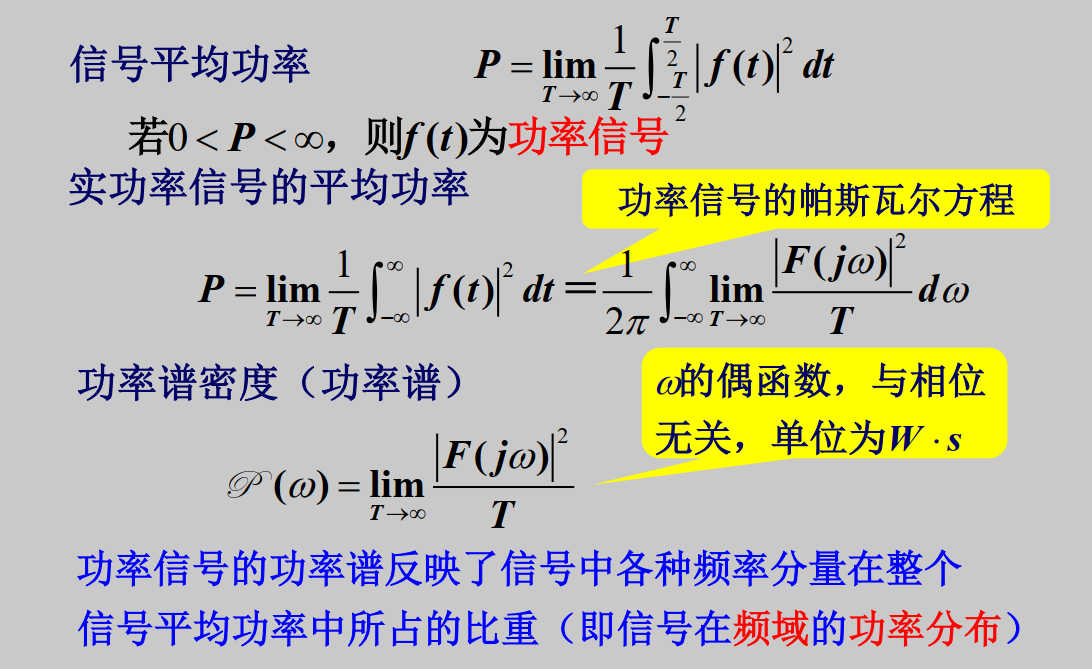 信号平均功率 $P = \lim_{T \to \infty} \frac{1}{T} \int_{-\frac{T}{2}}^{\frac{T}{2}} |f(t)|^2 dt$
若$0 < P < \infty$，则$f(t)$为功率信号
实功率信号的平均功率
功率信号的帕斯瓦尔方程
$P = \lim_{T \to \infty} \frac{1}{T} \int_{-\infty}^{\infty} |f(t)|^2 dt = \frac{1}{2\pi} \int_{-\infty}^{\infty} \lim_{T \to \infty} \frac{|F(j\omega)|^2}{T} d\omega$
功率谱密度（功率谱）
ω的偶函数，与相位
无关，单位为W·s
$\mathscr{P}(\omega) = \lim_{T \to \infty} \frac{|F(j\omega)|^2}{T}$
功率信号的功率谱反映了信号中各种频率分量在整个
信号平均功率中所占的比重（即信号在频域的功率分布）